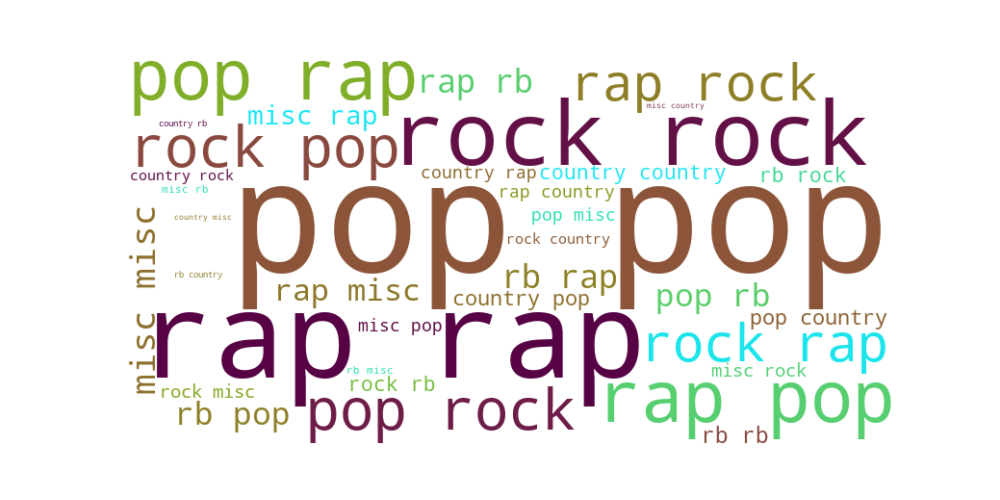 pop rap
rap rb
rap rock
misc country
misc rap
country rb
rock pop
rock rock
country rock
country rap
country country
rb rock
misc rb
rap country
pop misc
country misc
pop pop
rock country
misc misc
rb country
rap misc
rb rap
country pop
pop rb
pop country
rap rap
misc pop
rock rap
rb misc
misc rock
rock misc
rock rb
rap pop
rb pop
pop rock
rb rb